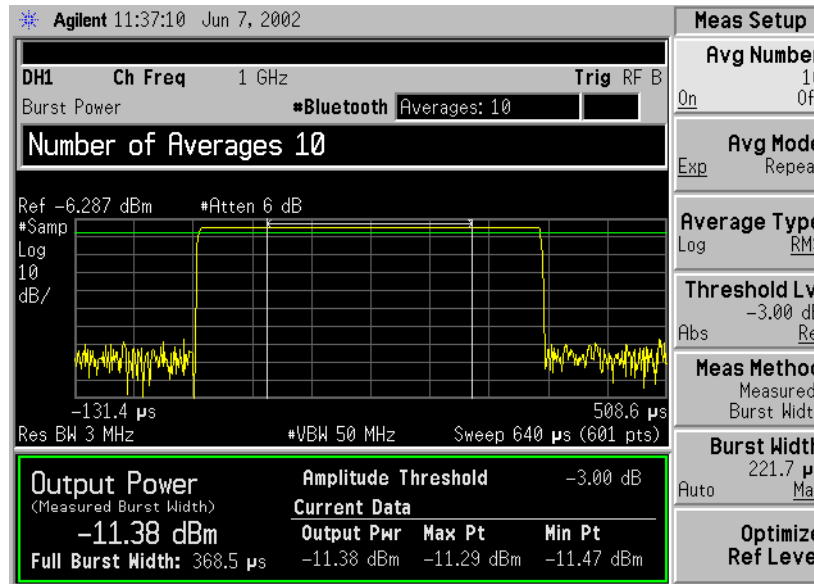 Agilent 11:37:10 Jun 7, 2002
Meas Setup
DH1 Ch Freq 1 GHz Trig RF B
Burst Power #Bluetooth Averages: 10
Number of Averages 10
Ref -6.287 dBm #Atten 6 dB
#Samp
Log
10
dB/
-131.4 µs 508.6 µs
Res BW 3 MHz #VBW 50 MHz Sweep 640 µs (601 pts)
Output Power
(Measured Burst Width)
-11.38 dBm
Full Burst Width: 368.5 µs
Amplitude Threshold -3.00 dB
Current Data
Output Pwr Max Pt Min Pt
-11.38 dBm -11.29 dBm -11.47 dBm
Avg Number
On
Avg Mode
Exp Repea
Average Type
Log RM
Threshold Lv
-3.00 d
Abs Re
Meas Method
Measured
Burst Widt
Burst Width
221.7 µ
Auto Ma
Optimize
Ref Leve